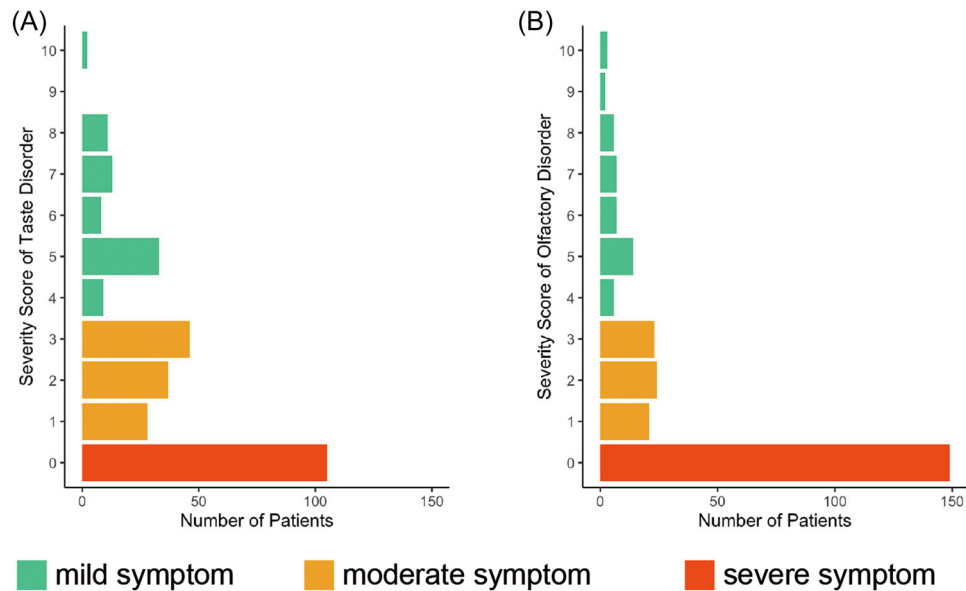 (A)
Severity Score of Taste Disorder
10
9
8
7
6
5
4
3
2
1
0
0 50 100 150
Number of Patients
(B)
Severity Score of Olfactory Disorder
10
9
8
7
6
5
4
3
2
1
0
0 50 100 150
Number of Patients
mild symptom moderate symptom severe symptom